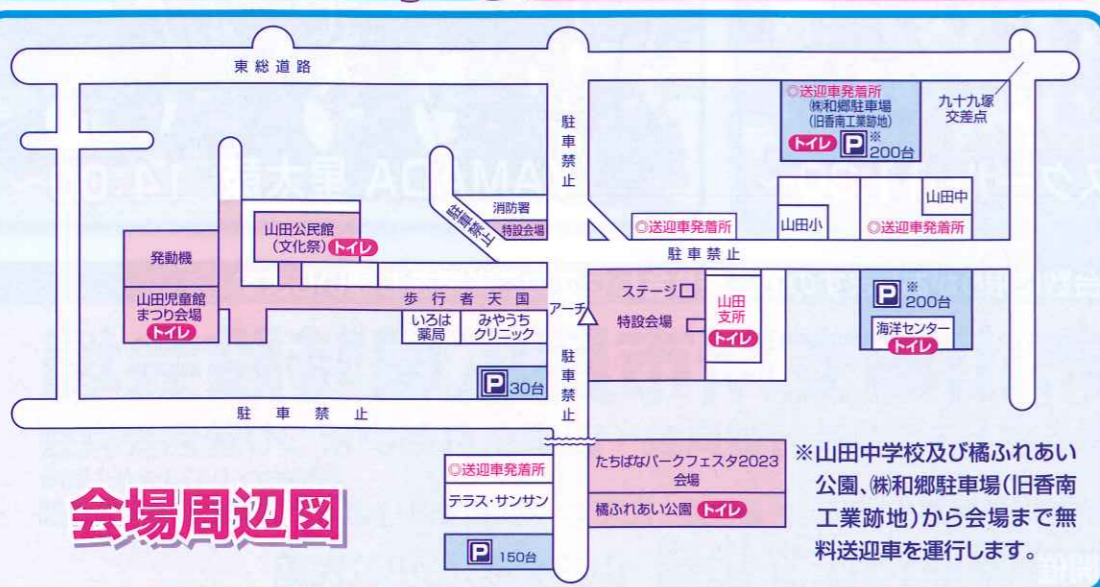 東総道路
◎送迎車発着所
㈱和郷駐車場
(旧香南工業跡地)
トイレ P ※
200台
九十九塚
交差点
駐車禁止
消防署
特設会場
駐車禁止
山田公民館
(文化祭) トイレ
発動機
山田児童館
まつり会場
トイレ
◎送迎車発着所
山田小
山田中
◎送迎車発着所
駐車禁止
歩行者天国
いろは
薬局
みやうち
クリニック
アーチ
ステージ
特設会場
山田
支所
トイレ
P ※
200台
海洋センター
トイレ
P 30台
駐車禁止
駐車禁止
◎送迎車発着所
テラス・サンサン
P 150台
たちばなパークフェスタ2023
会場
橘ふれあい公園 トイレ
※山田中学校及び橘ふれあい
公園、㈱和郷駐車場(旧香南
工業跡地)から会場まで無
料送迎車を運行します。
会場周辺図